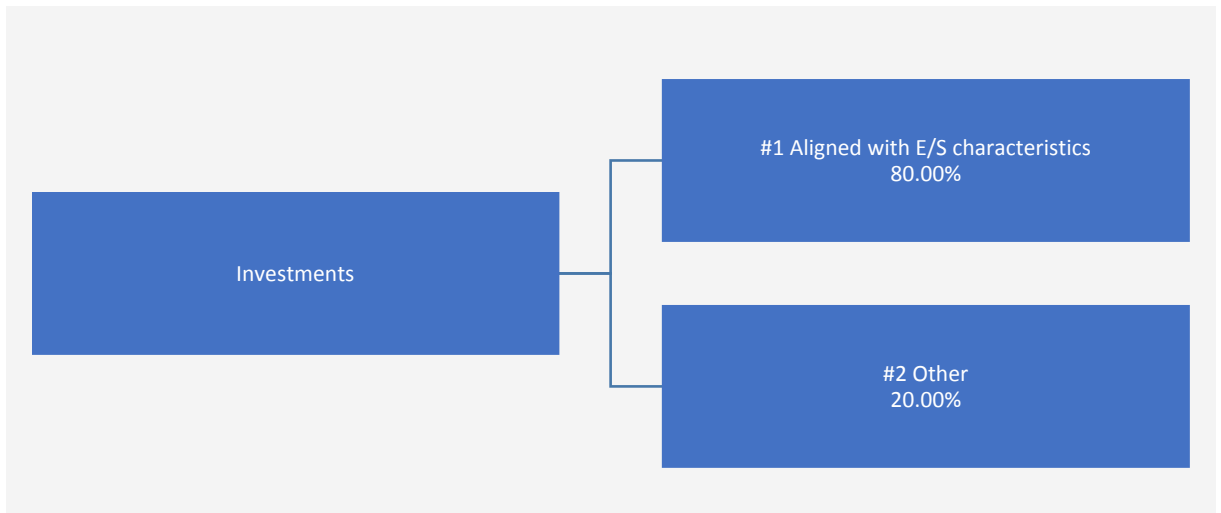 Investments
#1 Aligned with E/S characteristics
80.00%
#2 Other
20.00%